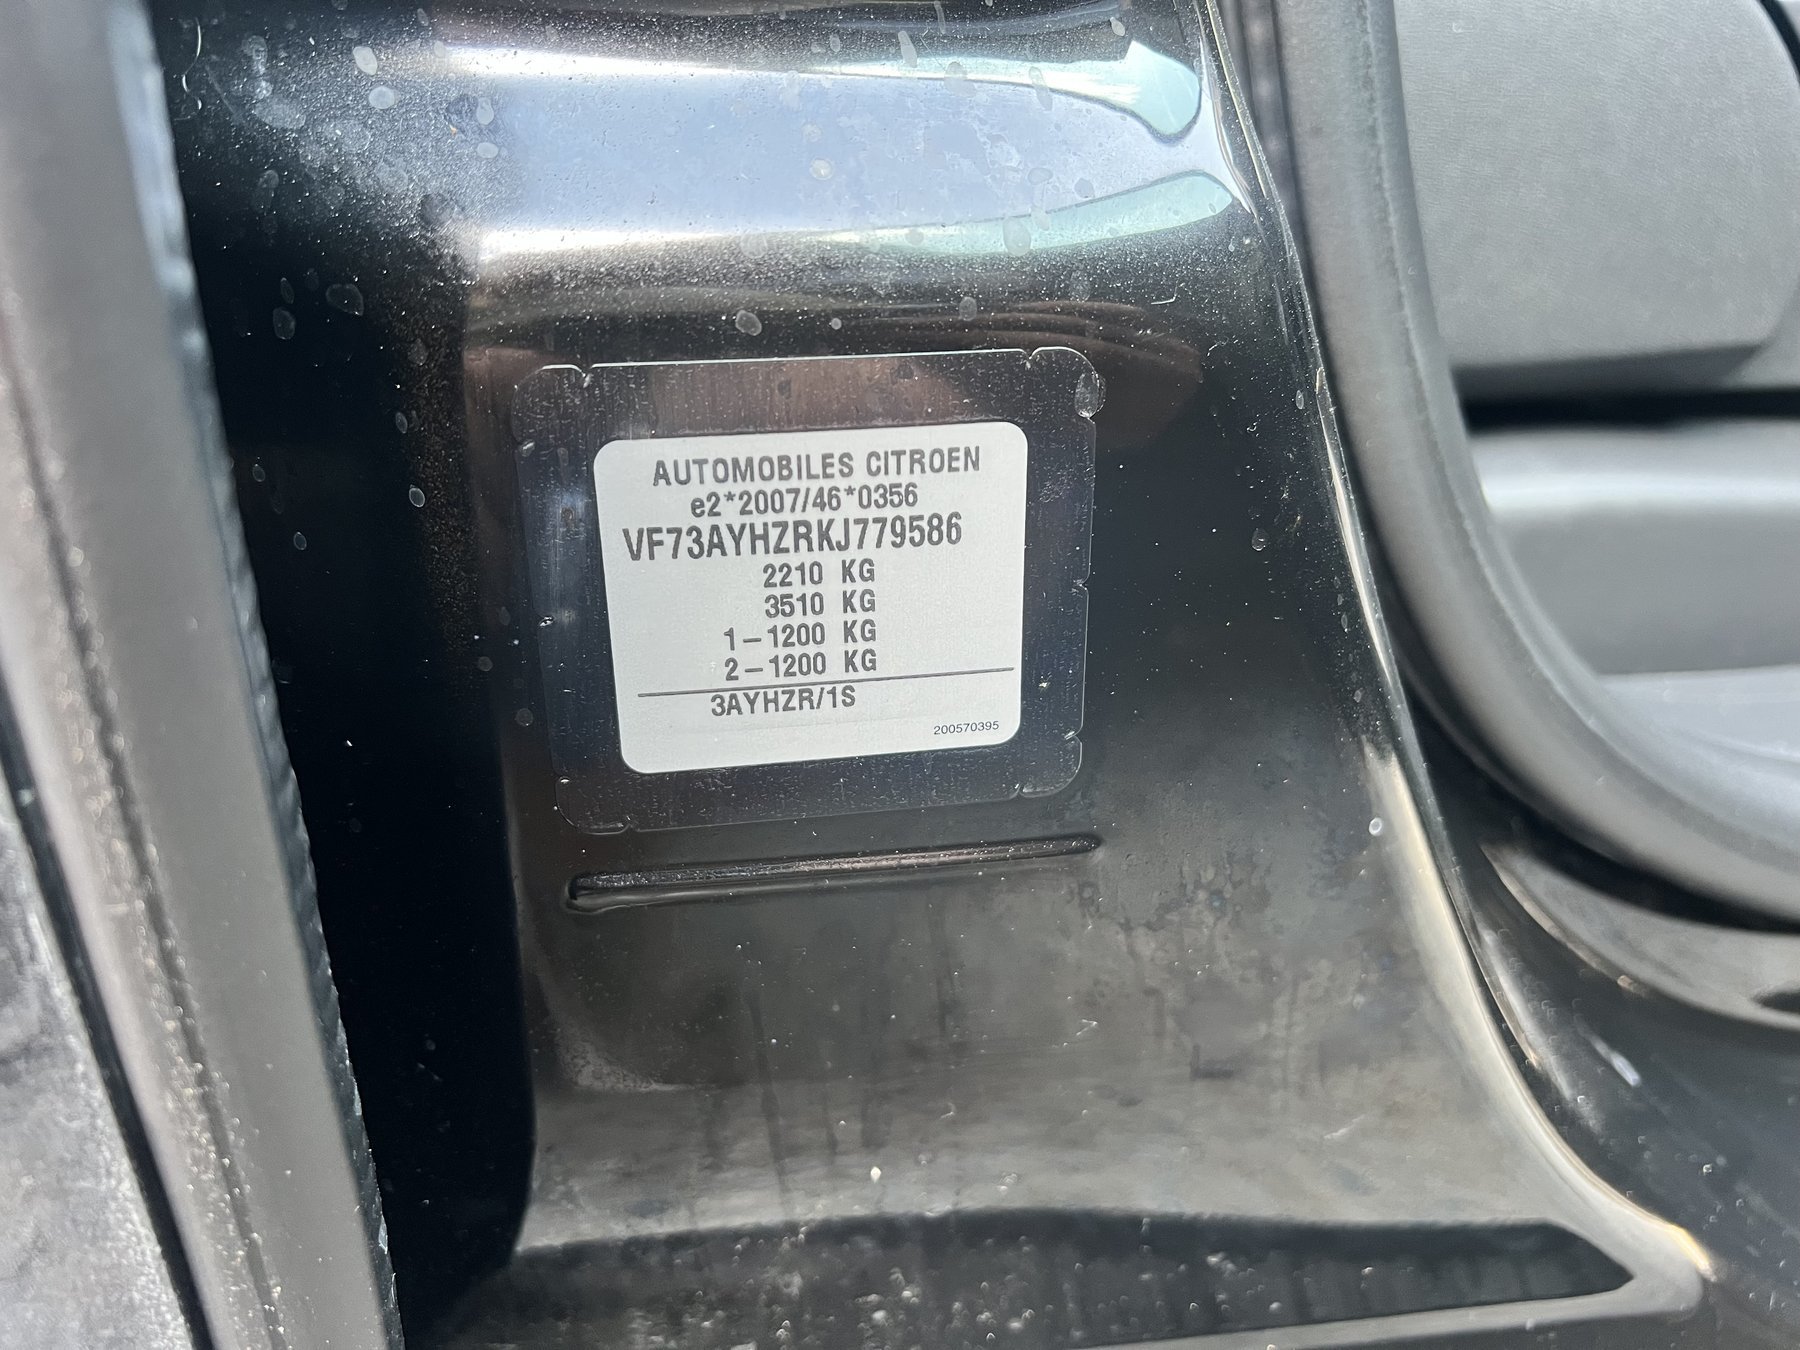 AUTOMOBILES CITROEN
e2*2007/46*0356
VF73AYHZRKJ779586
2210 KG
3510 KG
1-1200 KG
2-1200 KG
3AYHZR/1S
200570395